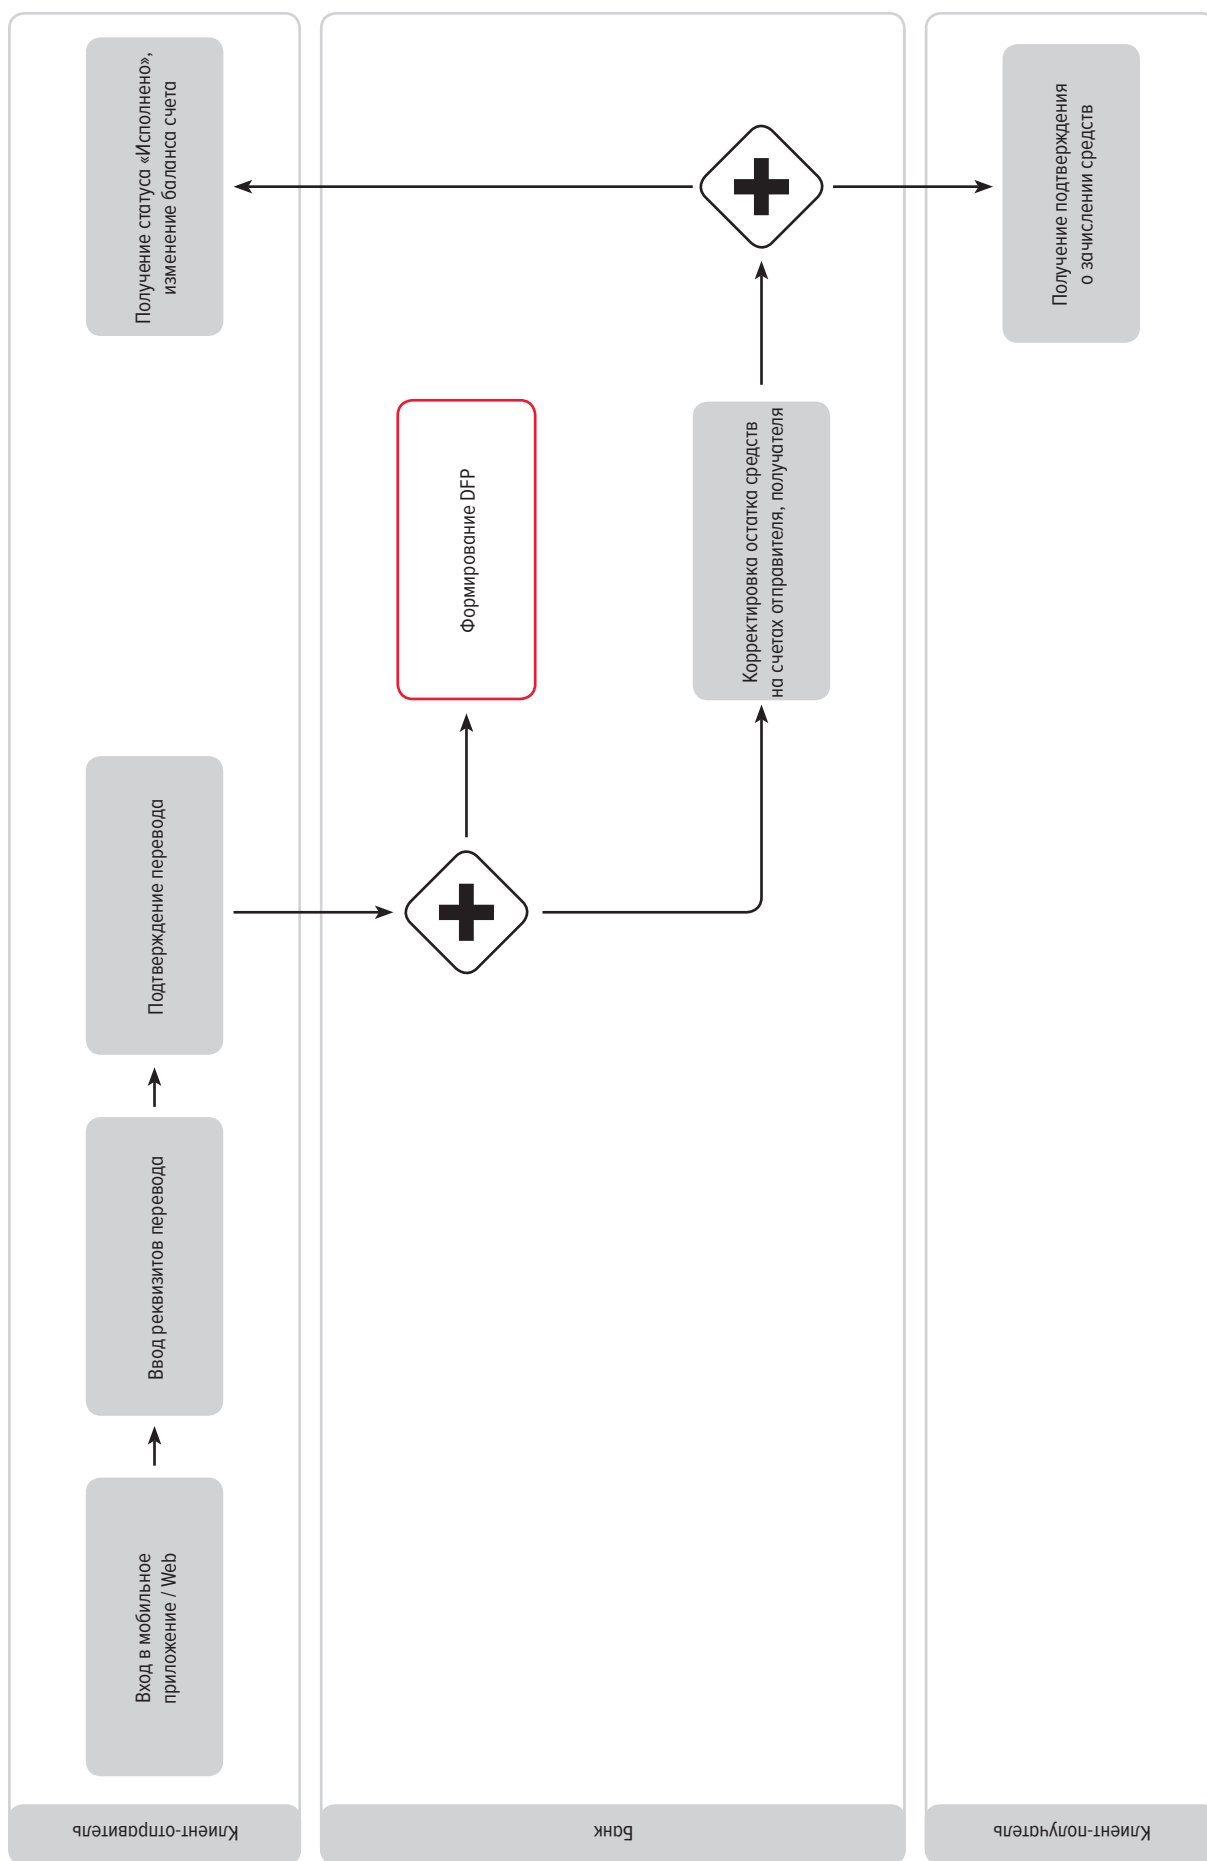 Клиент-отправитель
Вход в мобильное
приложение / Web
Ввод реквизитов перевода
Подтверждение перевода
Получение статуса «Исполнено»,
изменение баланса счета
Банк
Формирование DFP
Корректировка остатка средств
на счетах отправителя, получателя
Клиент-получатель
Получение подтверждения
о зачислении средств